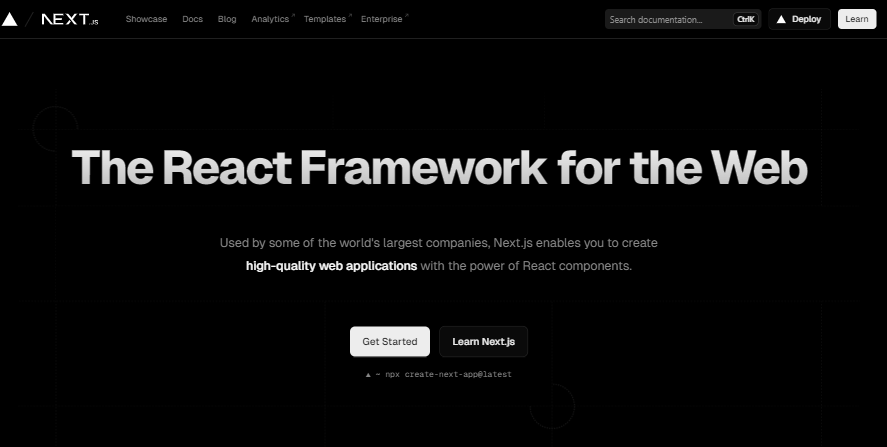 NEXT.JS Showcase Docs Blog Analytics Templates Enterprise Search documentation... CtrlK Deploy Learn
The React Framework for the Web
Used by some of the world's largest companies, Next.js enables you to create
high-quality web applications with the power of React components.
Get Started Learn Next.js
▲ ~ npx create-next-app@latest